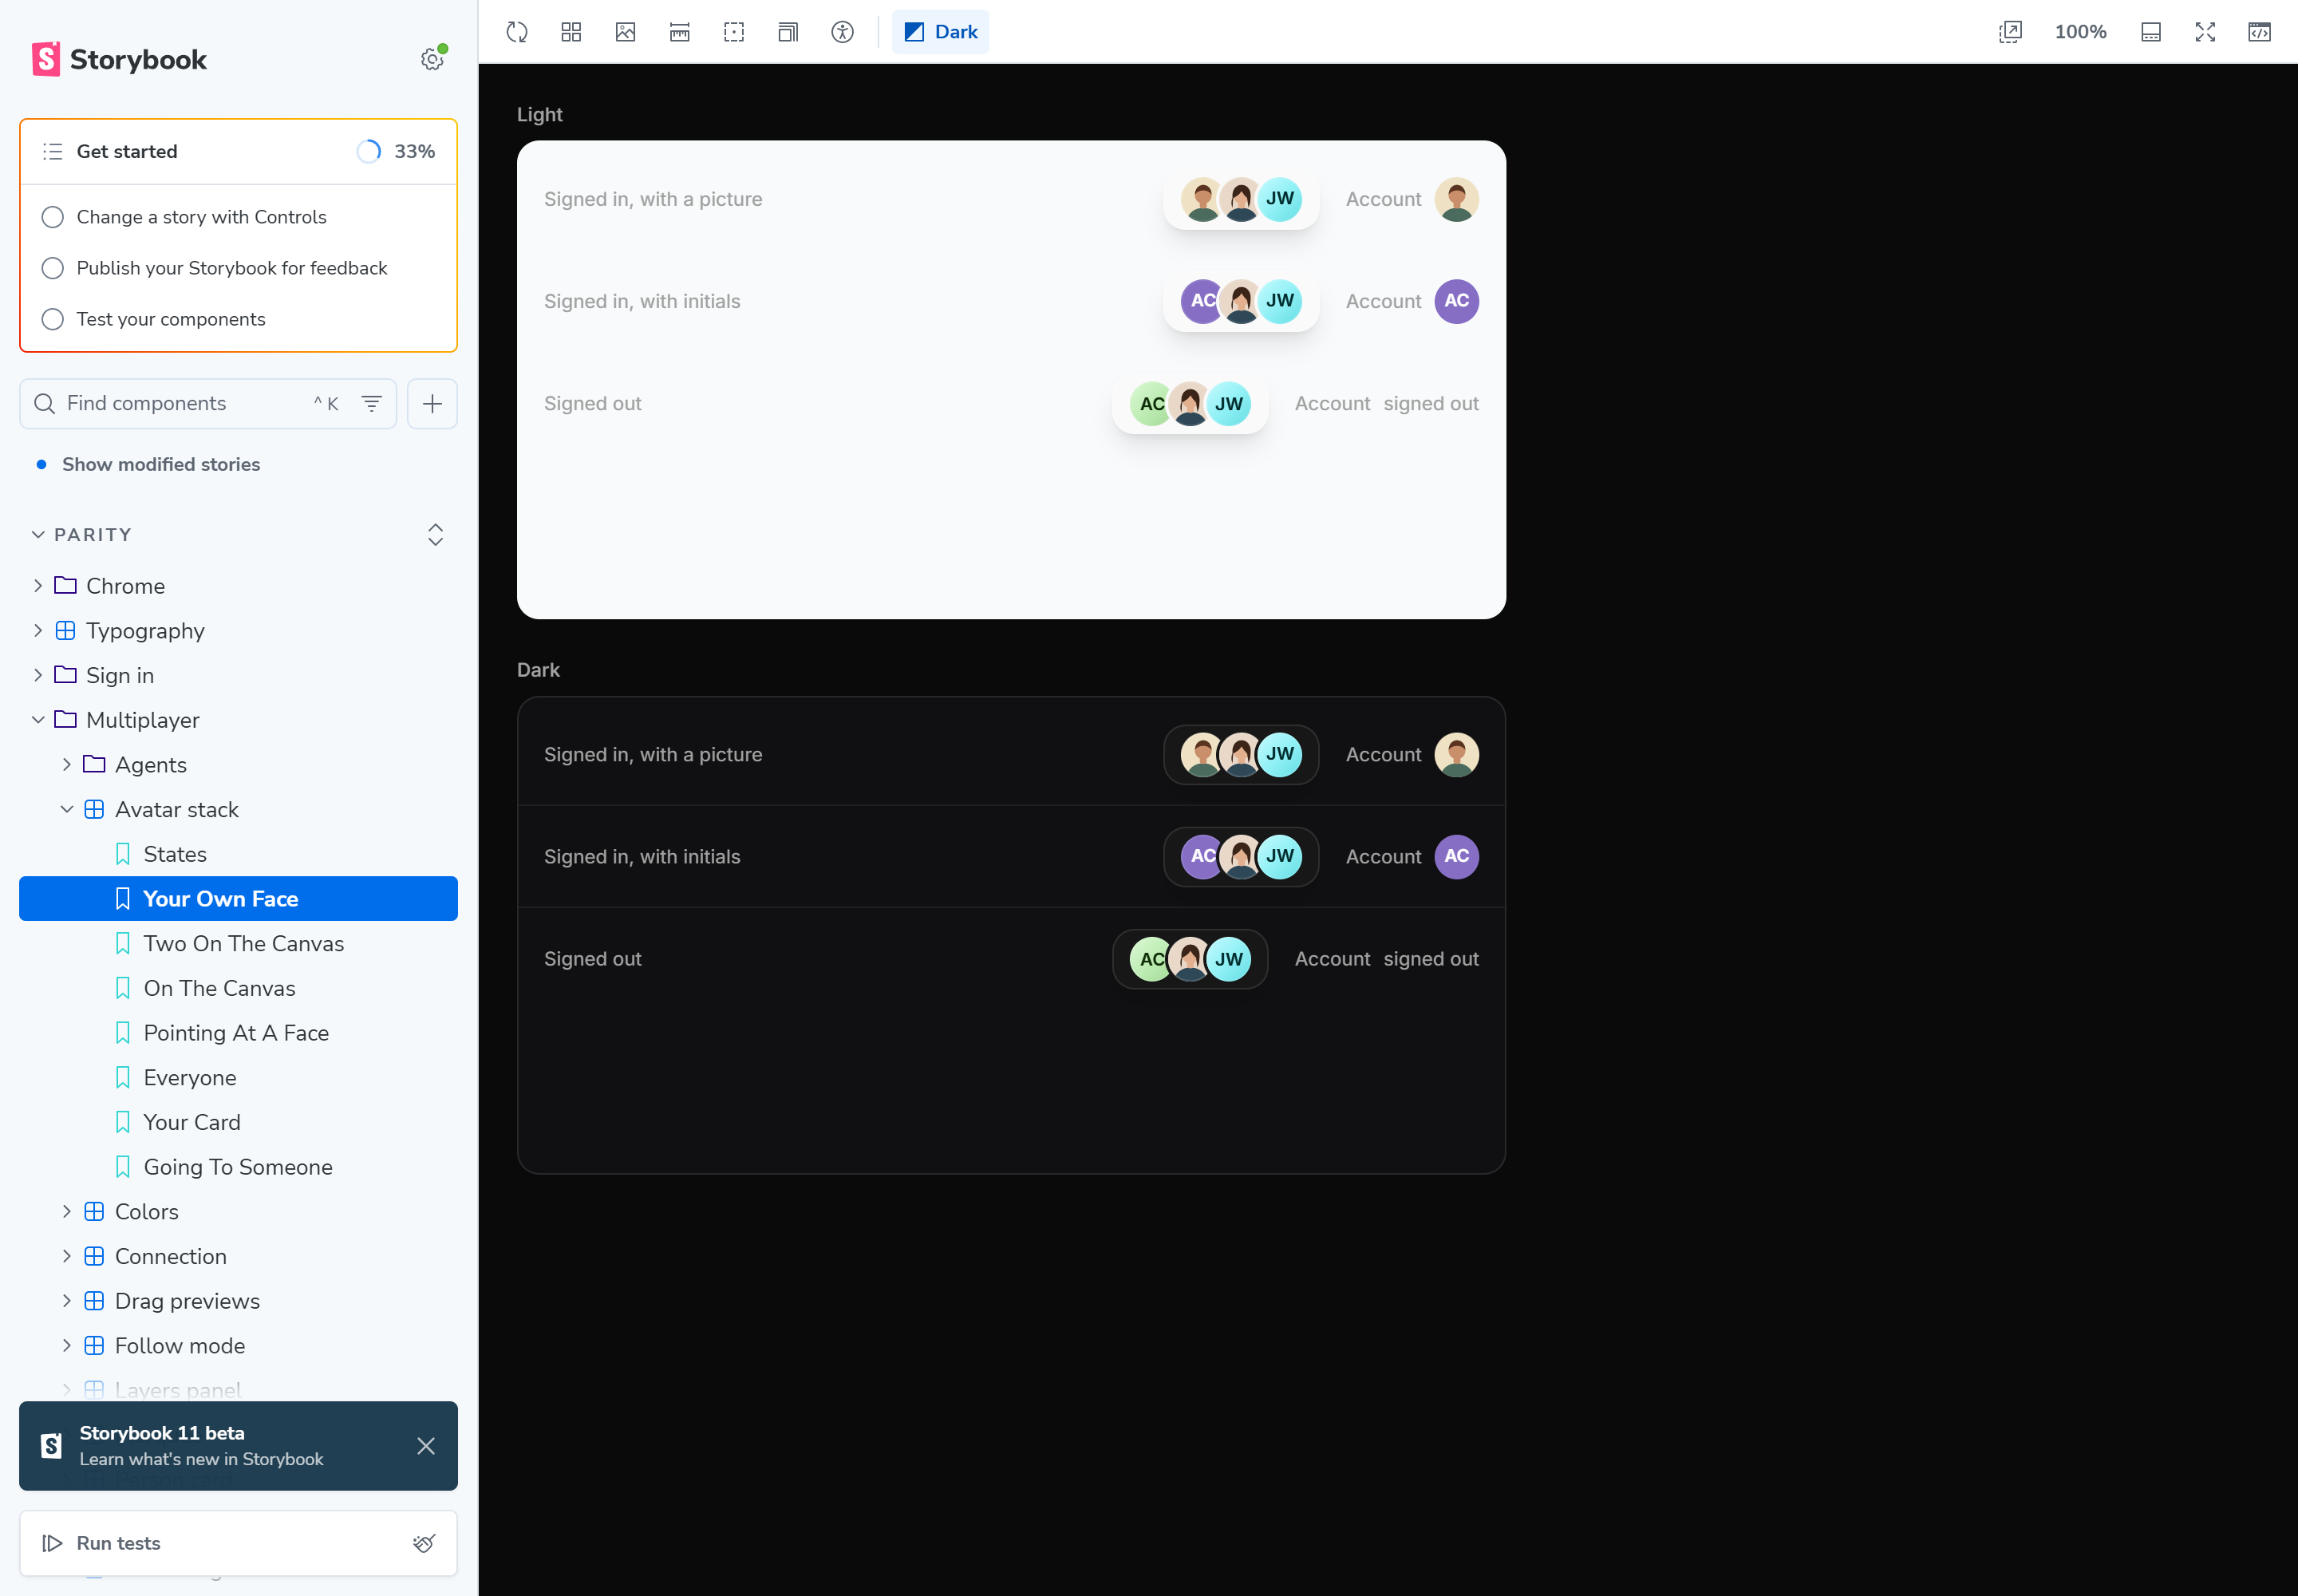 Storybook
Get started 33%
Change a story with Controls
Publish your Storybook for feedback
Test your components
Find components ^ K
Show modified stories
PARITY
Chrome
Typography
Sign in
Multiplayer
Agents
Avatar stack
States
Your Own Face
Two On The Canvas
On The Canvas
Pointing At A Face
Everyone
Your Card
Going To Someone
Colors
Connection
Drag previews
Follow mode
Layers panel
Storybook 11 beta
Learn what's new in Storybook
Person card
Run tests
Dark
100%
Light
Signed in, with a picture JW Account
Signed in, with initials AC JW Account AC
Signed out AC JW Account signed out
Dark
Signed in, with a picture JW Account
Signed in, with initials AC JW Account AC
Signed out AC JW Account signed out